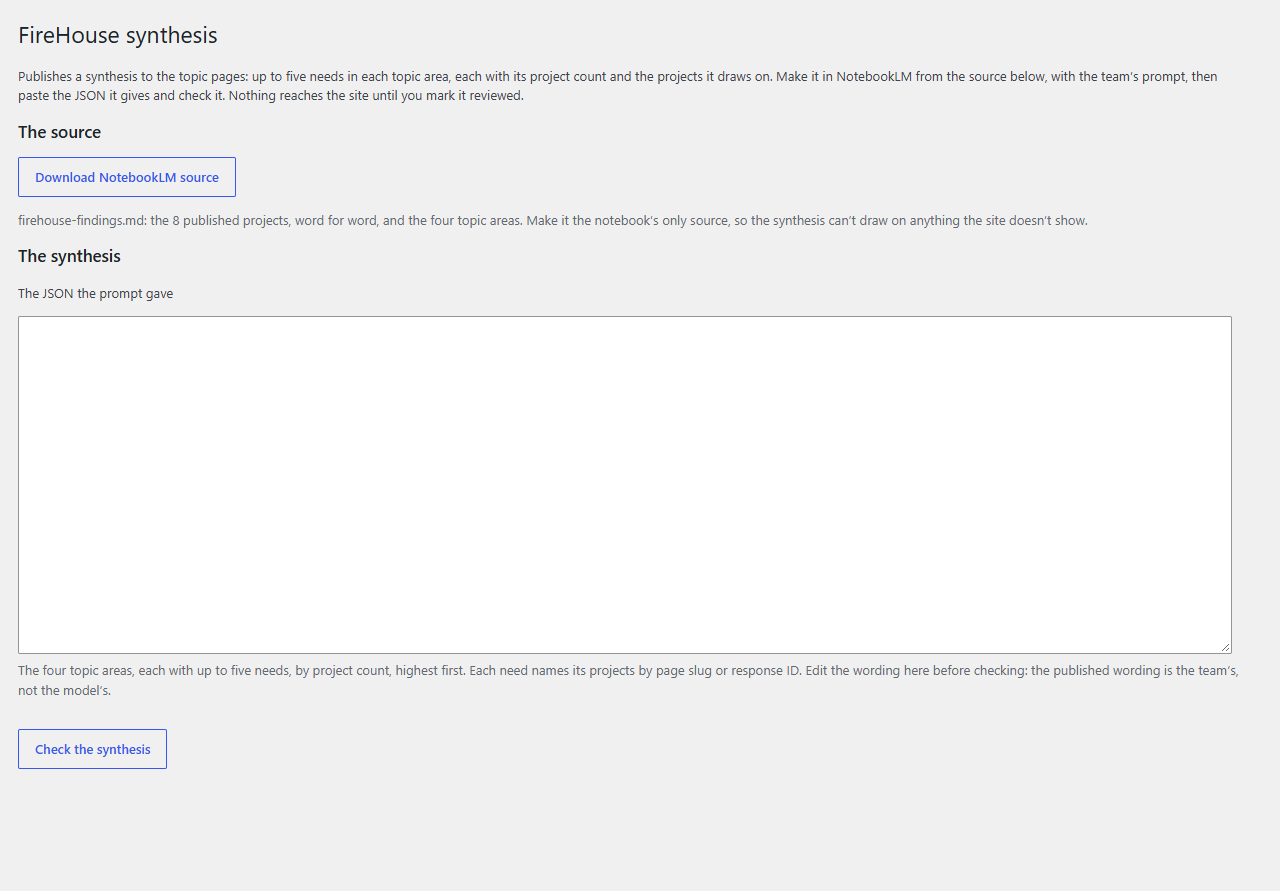 FireHouse synthesis
Publishes a synthesis to the topic pages: up to five needs in each topic area, each with its project count and the projects it draws on. Make it in NotebookLM from the source below, with the team's prompt, then
paste the JSON it gives and check it. Nothing reaches the site until you mark it reviewed.
The source
Download NotebookLM source
firehouse-findings.md: the 8 published projects, word for word, and the four topic areas. Make it the notebook's only source, so the synthesis can't draw on anything the site doesn't show.
The synthesis
The JSON the prompt gave
The four topic areas, each with up to five needs, by project count, highest first. Each need names its projects by page slug or response ID. Edit the wording here before checking: the published wording is the team's,
not the model's.
Check the synthesis